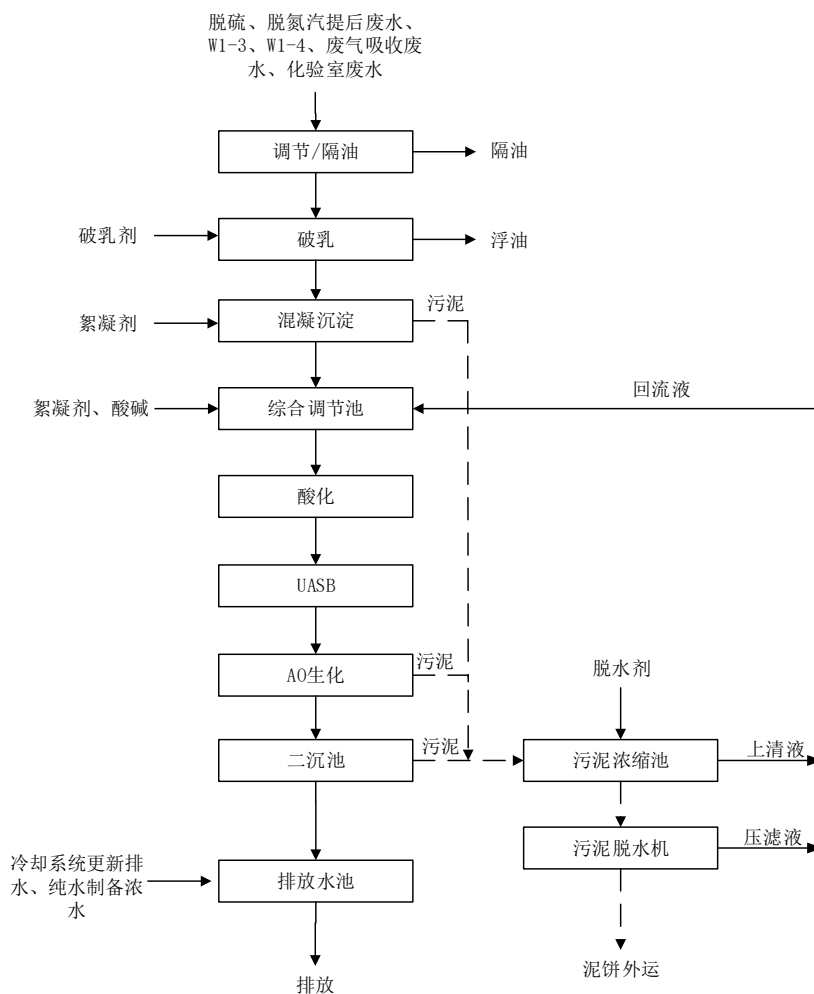 脱硫、脱氮汽提后废水、
W1-3、W1-4、废气吸收废
水、化验室废水
调节/隔油
隔油
破乳剂
破乳
浮油
污泥
絮凝剂
混凝沉淀
回流液
絮凝剂、酸碱
综合调节池
酸化
UASB
污泥
AO生化
脱水剂
污泥
二沉池
污泥浓缩池
上清液
污泥脱水机
压滤液
冷却系统更新排
水、纯水制备浓
水
排放水池
泥饼外运
排放